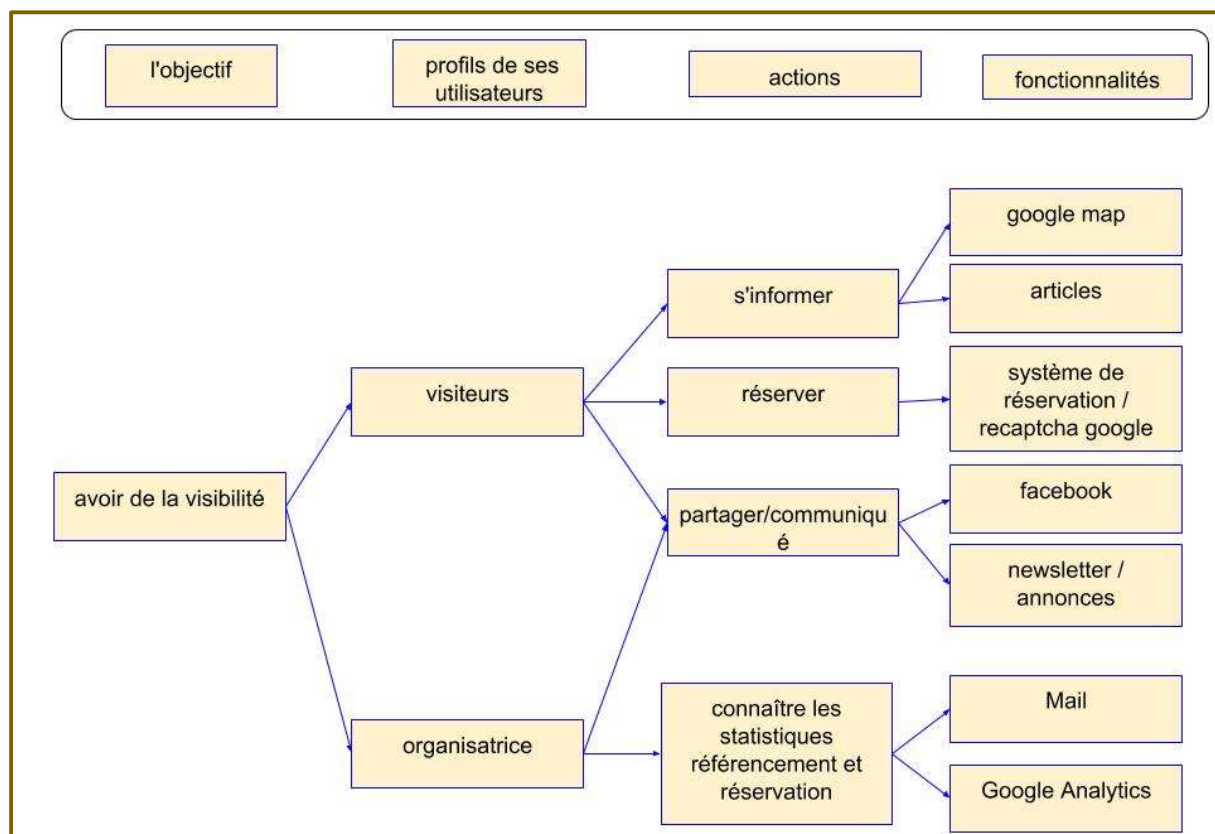 l'objectif
profils de ses
utilisateurs
actions
fonctionnalités
google map
s'informer
articles
visiteurs
réserver
système de
réservation /
recaptcha google
avoir de la visibilité
partager/communiqu
é
facebook
newsletter /
annonces
organisatrice
connaître les
statistiques
référencement et
réservation
Mail
Google Analytics